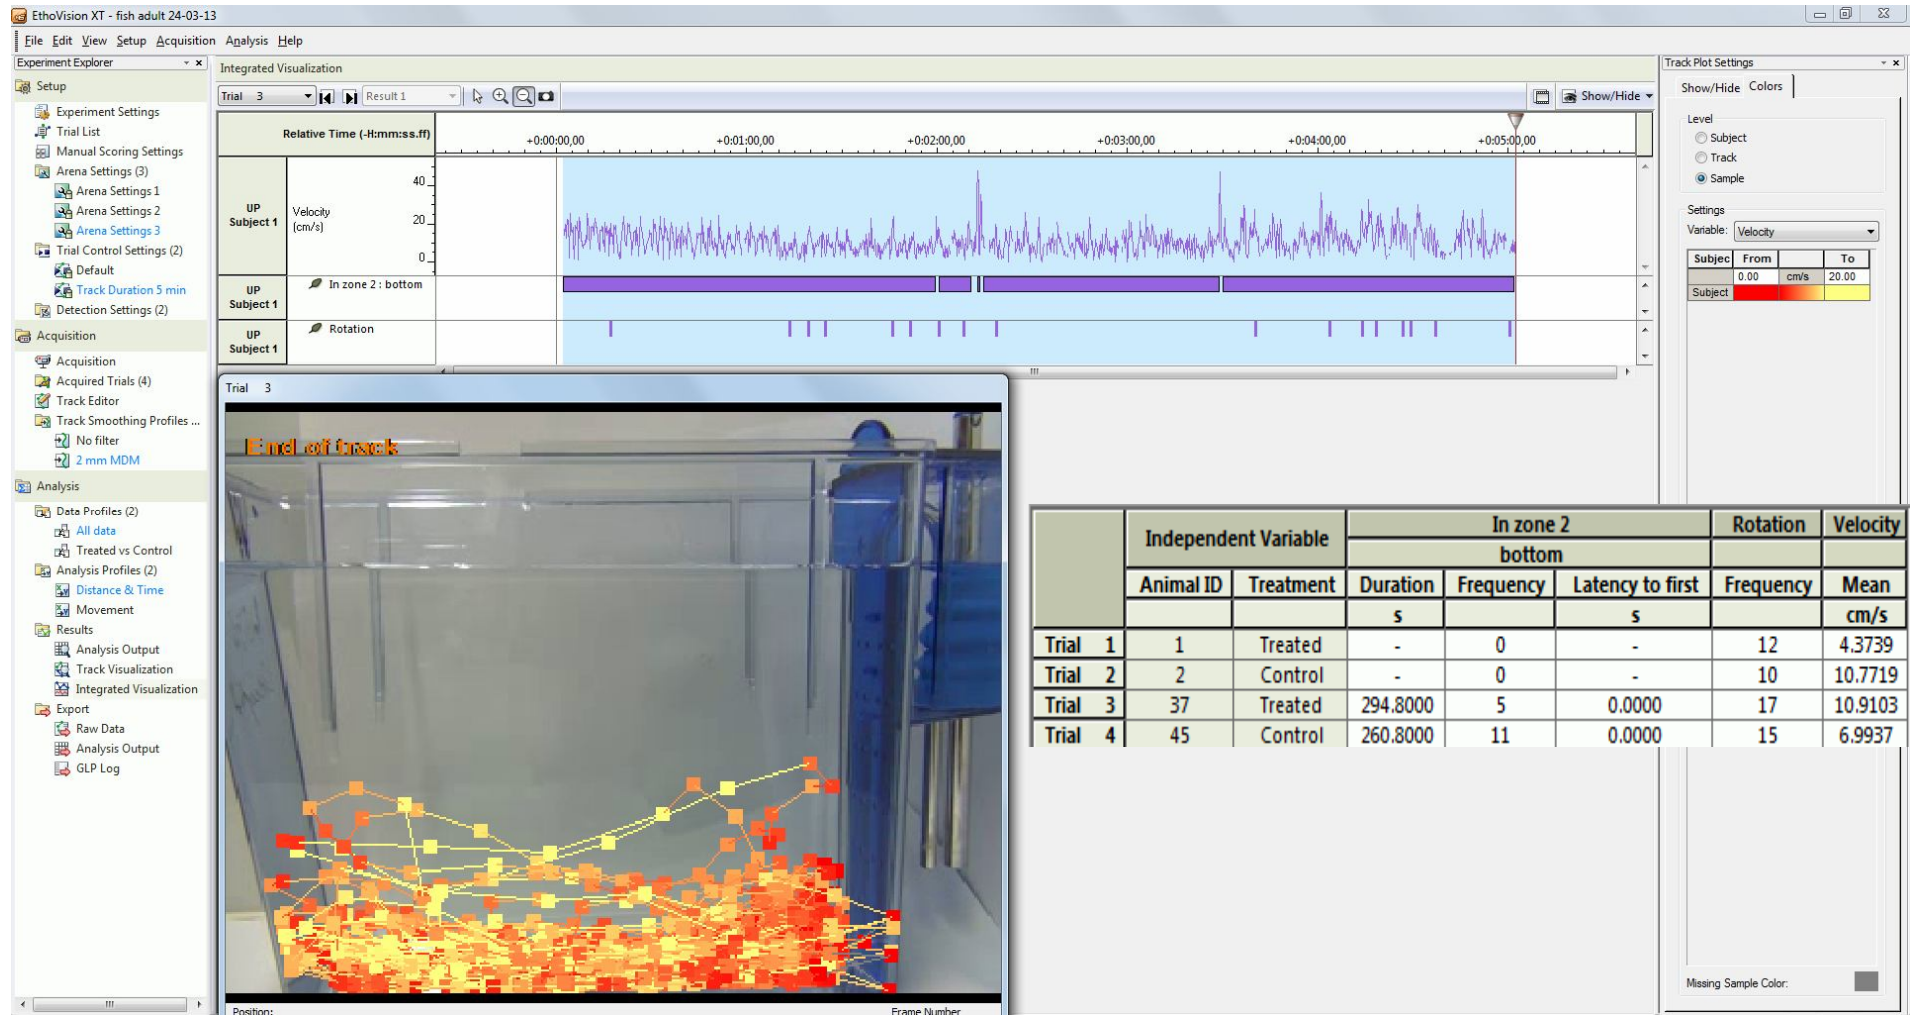 EthoVision XT - fish adult 24-03-13
File Edit View Setup Acquisition Analysis Help
Experiment Explorer
Setup
Experiment Settings
Trial List
Manual Scoring Settings
Arena Settings (3)
Arena Settings 1
Arena Settings 2
Arena Settings 3
Trial Control Settings (2)
Default
Track Duration 5 min
Detection Settings (2)
Acquisition
Acquisition
Acquired Trials (4)
Track Editor
Track Smoothing Profiles ...
No filter
2 mm MDM
Analysis
Data Profiles (2)
All data
Treated vs Control
Analysis Profiles (2)
Distance & Time
Movement
Results
Analysis Output
Track Visualization
Integrated Visualization
Export
Raw Data
Analysis Output
GLP Log
Integrated Visualization
Trial 3 Result 1 Show/Hide
Relative Time (-H:mm:ss.ff) +0:00:00,00 +0:01:00,00 +0:02:00,00 +0:03:00,00 +0:04:00,00 +0:05:00,00
UP
Subject 1
Velocity
(cm/s)
40
20
0
UP
Subject 1
In zone 2 : bottom
UP
Subject 1
Rotation
Trial 3
End of track
Position: Frame Number
Independent Variable In zone 2 Rotation Velocity
bottom
Animal ID Treatment Duration Frequency Latency to first Frequency Mean
s s cm/s
Trial 1 1 Treated - 0 - 12 4.3739
Trial 2 2 Control - 0 - 10 10.7719
Trial 3 37 Treated 294.8000 5 0.0000 17 10.9103
Trial 4 45 Control 260.8000 11 0.0000 15 6.9937
Track Plot Settings
Show/Hide Colors
Level
Subject
Track
Sample
Settings
Variable: Velocity
Subjec From To
0.00 cm/s 20.00
Subject
Missing Sample Color: